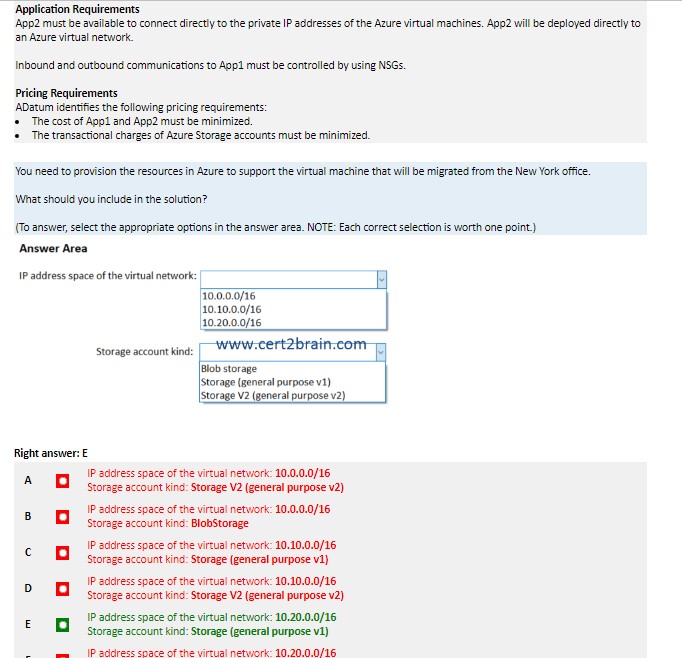 Application Requirements
App2 must be available to connect directly to the private IP addresses of the Azure virtual machines. App2 will be deployed directly to
an Azure virtual network.
Inbound and outbound communications to App1 must be controlled by using NSGs.
Pricing Requirements
ADatum identifies the following pricing requirements:
• The cost of App1 and App2 must be minimized.
• The transactional charges of Azure Storage accounts must be minimized.
You need to provision the resources in Azure to support the virtual machine that will be migrated from the New York office.
What should you include in the solution?
(To answer, select the appropriate options in the answer area. NOTE: Each correct selection is worth one point.)
Answer Area
IP address space of the virtual network:
10.0.0.0/16
10.10.0.0/16
10.20.0.0/16
www.cert2brain.com
Storage account kind:
Blob storage
Storage (general purpose v1)
Storage V2 (general purpose v2)
Right answer: E
A IP address space of the virtual network: 10.0.0.0/16
Storage account kind: Storage V2 (general purpose v2)
B IP address space of the virtual network: 10.0.0.0/16
Storage account kind: BlobStorage
C IP address space of the virtual network: 10.10.0.0/16
Storage account kind: Storage (general purpose v1)
D IP address space of the virtual network: 10.10.0.0/16
Storage account kind: Storage V2 (general purpose v2)
E IP address space of the virtual network: 10.20.0.0/16
Storage account kind: Storage (general purpose v1)
IP address space of the virtual network: 10.20.0.0/16